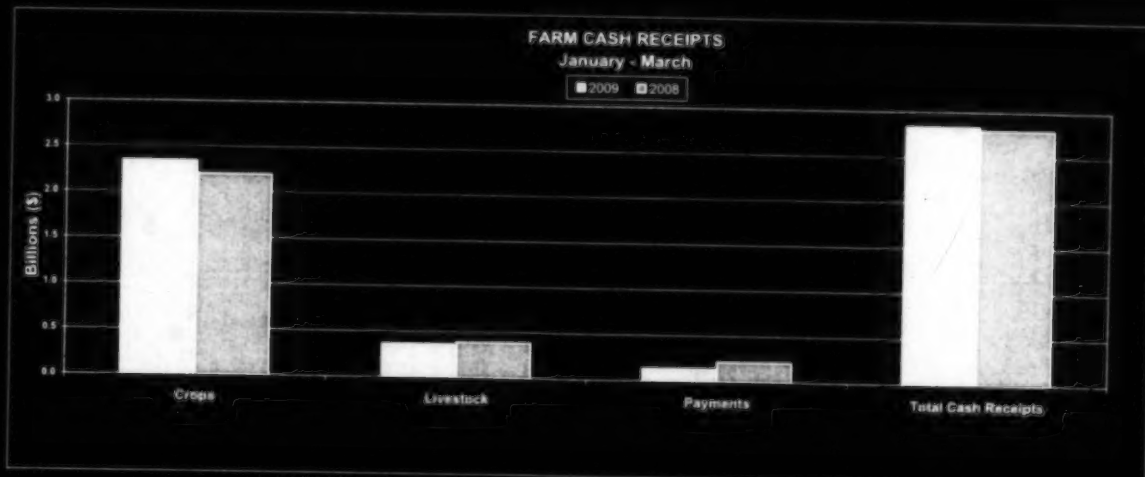 FARM CASH RECEIPTS
January - March
2009 2008
3.0
2.5
2.0
1.5
1.0
0.5
0.0
Billions ($)
Crops Livestock Payments Total Cash Receipts